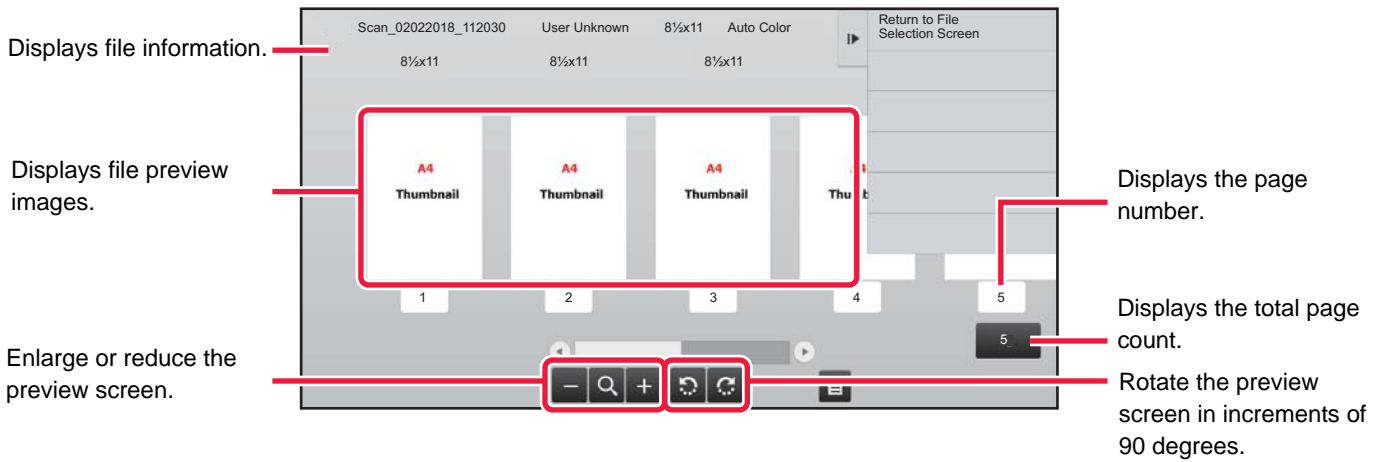 Displays file information.
Scan_02022018_112030 User Unknown 8½x11 Auto Color
Return to File
Selection Screen
8½x11 8½x11 8½x11
Displays file preview
images.
A4 A4 A4
Thumbnail Thumbnail Thumbnail
Displays the page
number.
1 2 3 4 5
Displays the total page
count.
5
Enlarge or reduce the
preview screen.
Rotate the preview
screen in increments of
90 degrees.